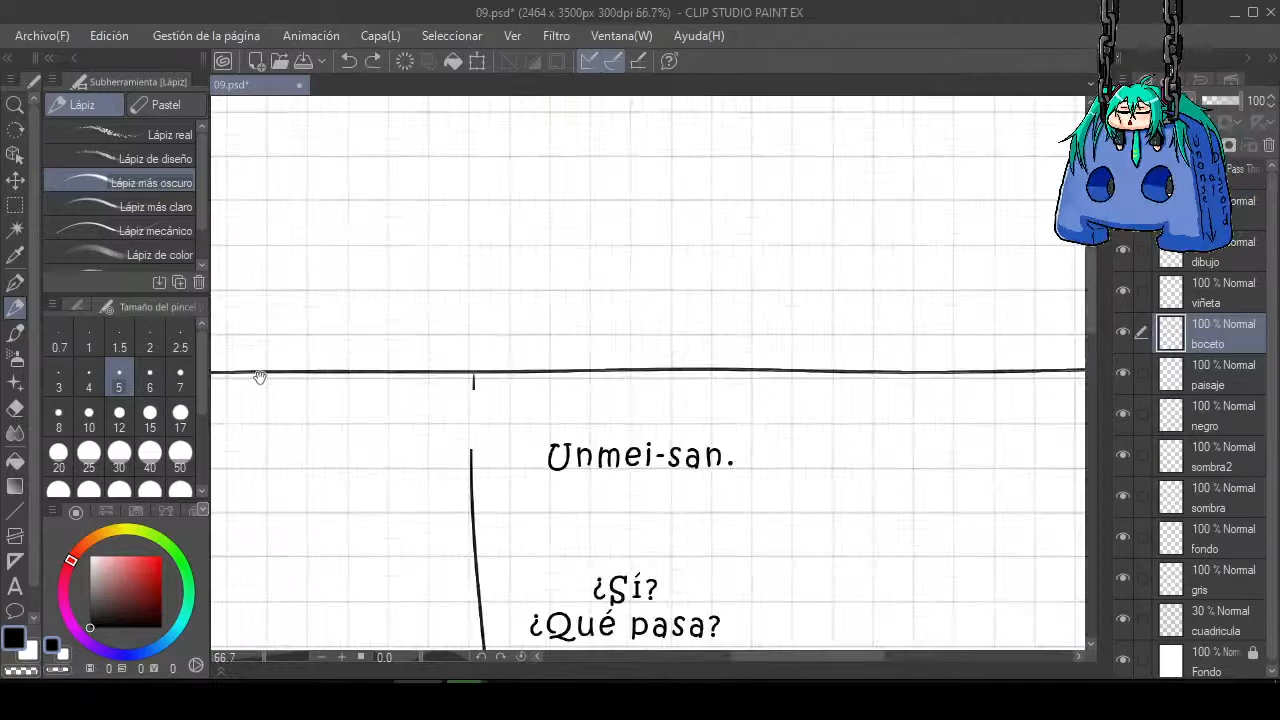 09.psd* (2464 x 3500px 300dpi 66.7%) - CLIP STUDIO PAINT EX
Archivo(F) Edición Gestión de la página Animación Capa(L) Seleccionar Ver Filtro Ventana(W) Ayuda(H)
Subherramienta [Lápiz]
09.psd*
Lápiz Pastel
100
Lápiz real
Lápiz de diseño
Lápiz más oscuro
Lápiz más claro
Lápiz mecánico
Lápiz de color
dibujo
100 % Normal
viñeta
100 % Normal
boceto
100 % Normal
paisaje
100 % Normal
negro
100 % Normal
sombra2
100 % Normal
sombra
100 % Normal
fondo
100 % Normal
gris
30 % Normal
cuadricula
100 % Norm
Fondo
Tamaño del pincel
0.7 1 1.5 2 2.5
3 4 5 6 7
8 10 12 15 17
20 25 30 40 50
Unmei-san.
¿Sí?
¿Qué pasa?
66.7 0.0
H 0 S 0 V 0